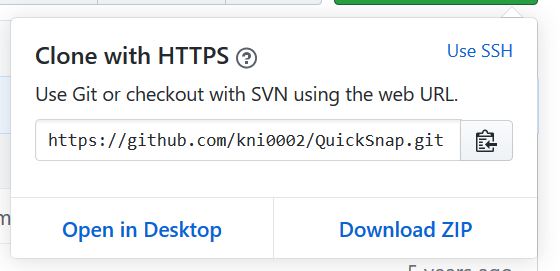 Clone with HTTPS ?
Use SSH
Use Git or checkout with SVN using the web URL.
https://github.com/kni0002/QuickSnap.git
Open in Desktop
Download ZIP
5 years ago